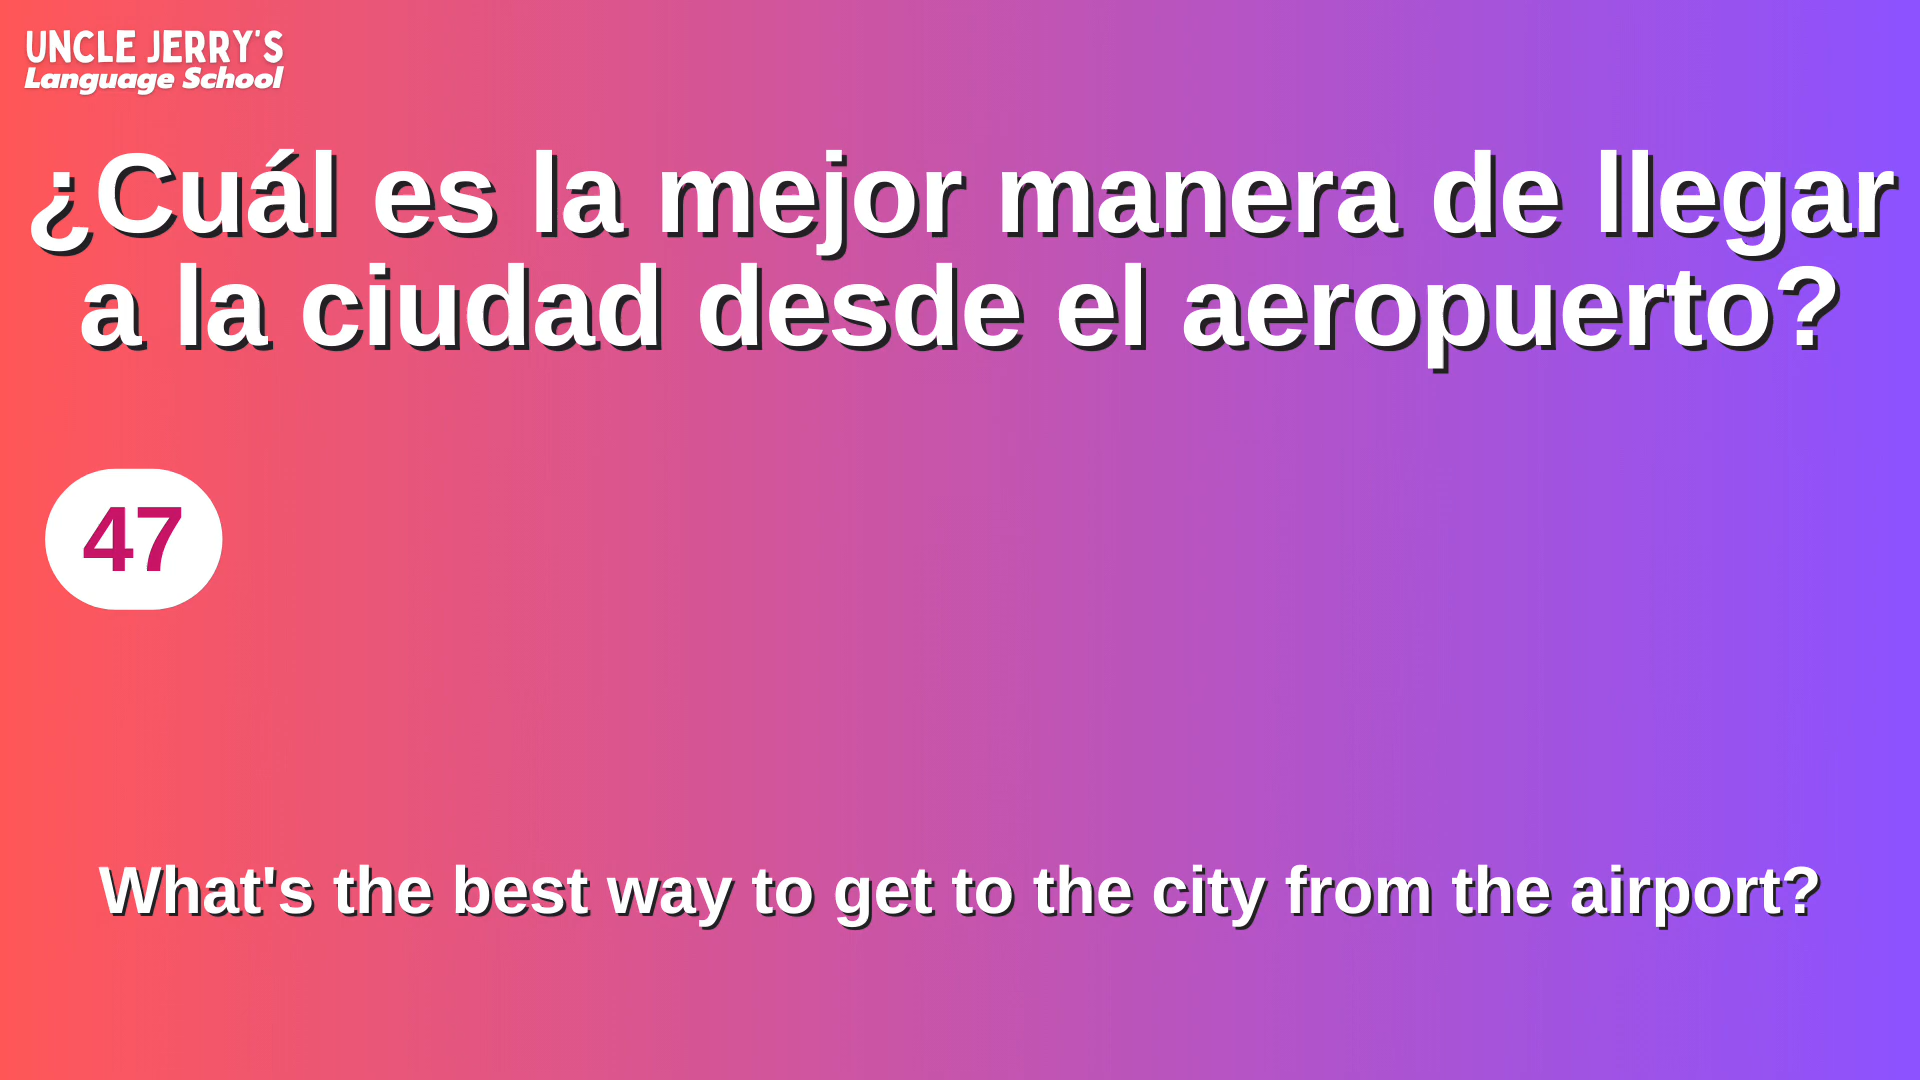 UNCLE JERRY'S
Language School
¿Cuál es la mejor manera de llegar
a la ciudad desde el aeropuerto?
47
What's the best way to get to the city from the airport?